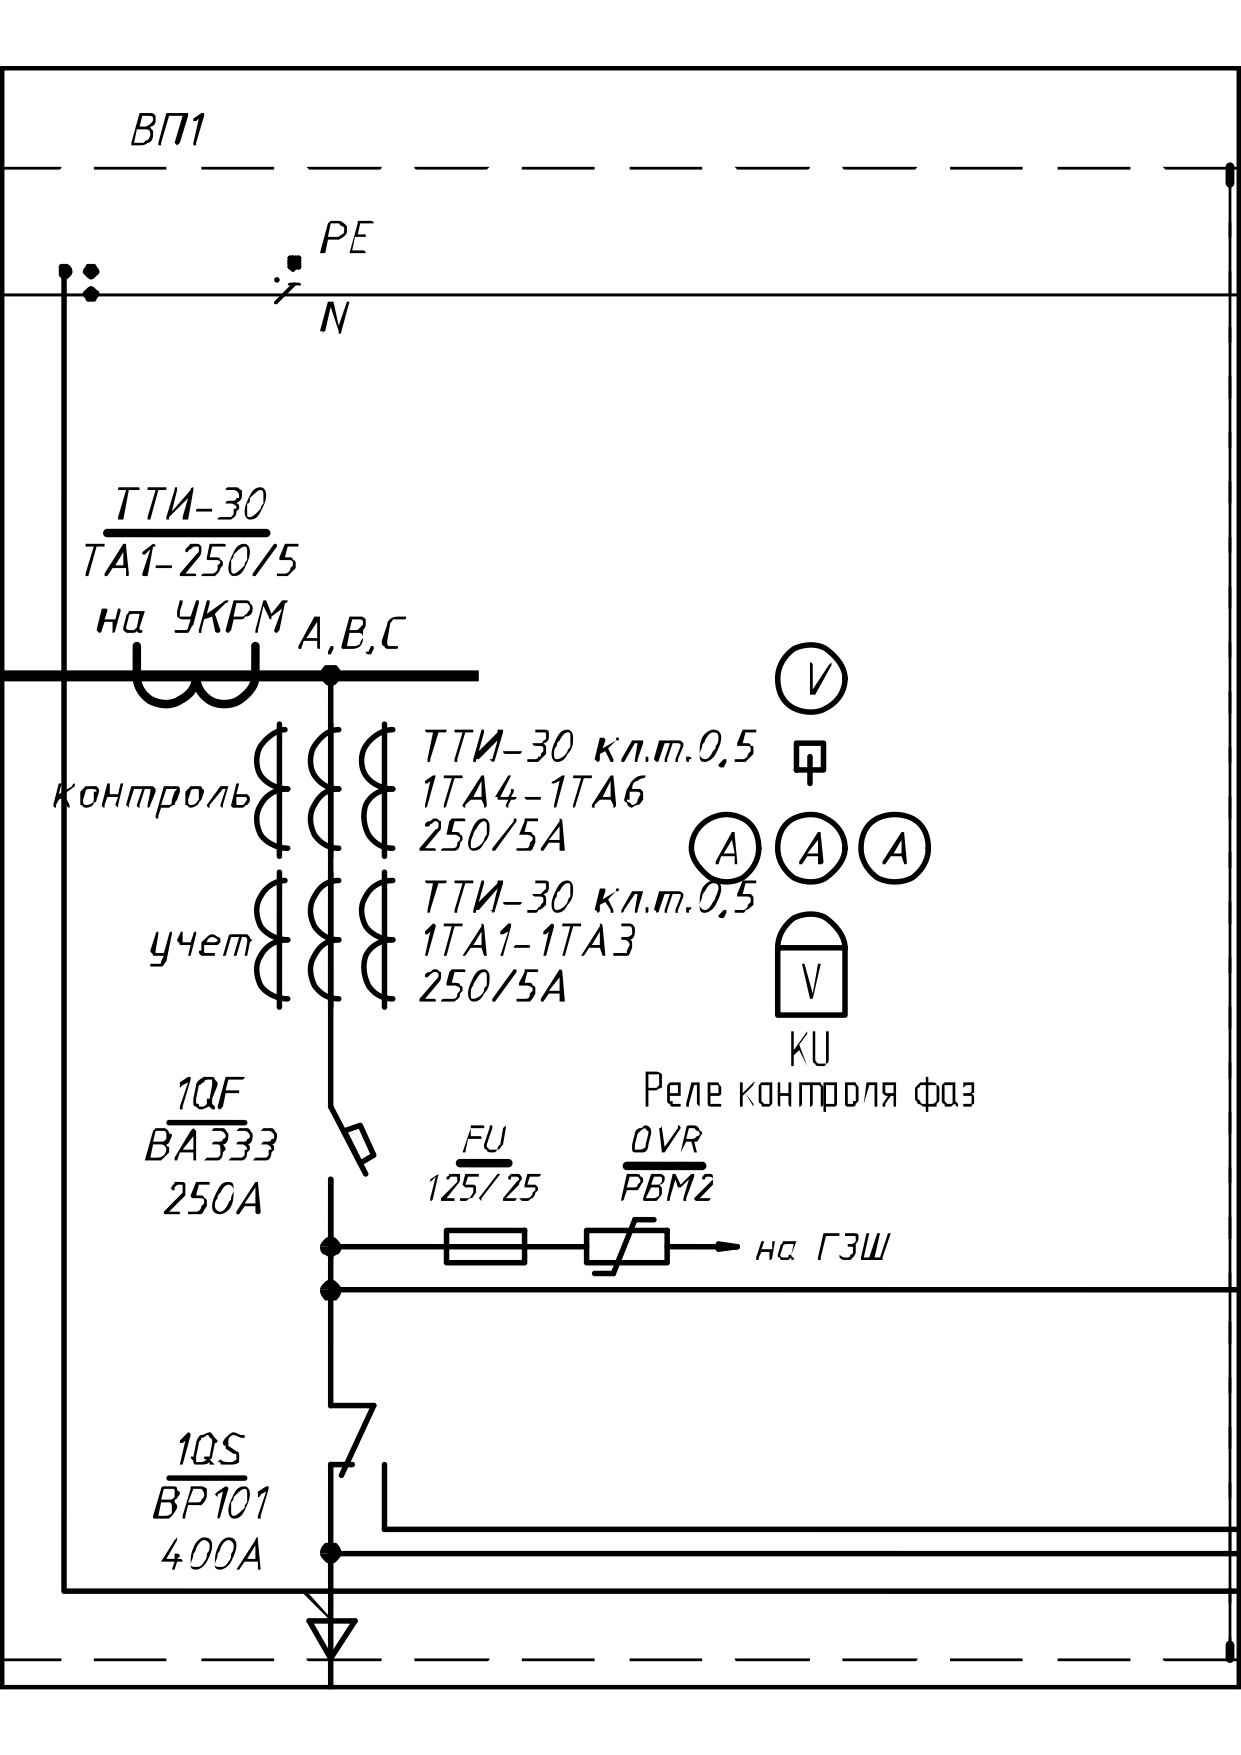 ВП1
PE
N
ТТИ-30
ТА1-250/5
на УКРМ
А,В,С
V
ТТИ-30 кл.т.0,5
контроль
1ТА4-1ТА6
250/5А
А
А
А
ТТИ-30 кл.т.0,5
учет
1ТА1-1ТА3
250/5А
V
KU
Реле контроля фаз
1QF
ВА333
250А
FU
125/25
OVR
РВМ2
на ГЗШ
1QS
ВР101
400А